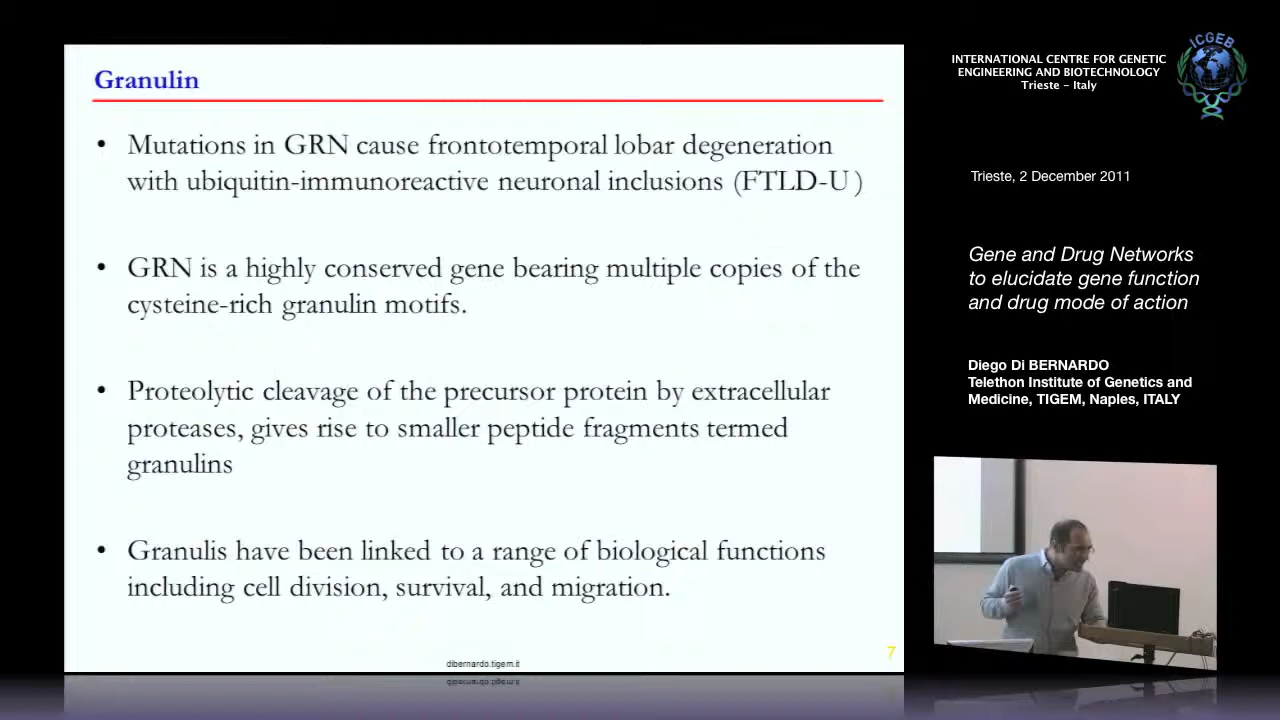 Granulin
• Mutations in GRN cause frontotemporal lobar degeneration
with ubiquitin-immunoreactive neuronal inclusions (FTLD-U )
• GRN is a highly conserved gene bearing multiple copies of the
cysteine-rich granulin motifs.
• Proteolytic cleavage of the precursor protein by extracellular
proteases, gives rise to smaller peptide fragments termed
granulins
• Granulis have been linked to a range of biological functions
including cell division, survival, and migration.
7
dibernardo.tigem.it
INTERNATIONAL CENTRE FOR GENETIC
ENGINEERING AND BIOTECHNOLOGY
Trieste - Italy
ICGEB
Trieste, 2 December 2011
Gene and Drug Networks
to elucidate gene function
and drug mode of action
Diego Di BERNARDO
Telethon Institute of Genetics and
Medicine, TIGEM, Naples, ITALY